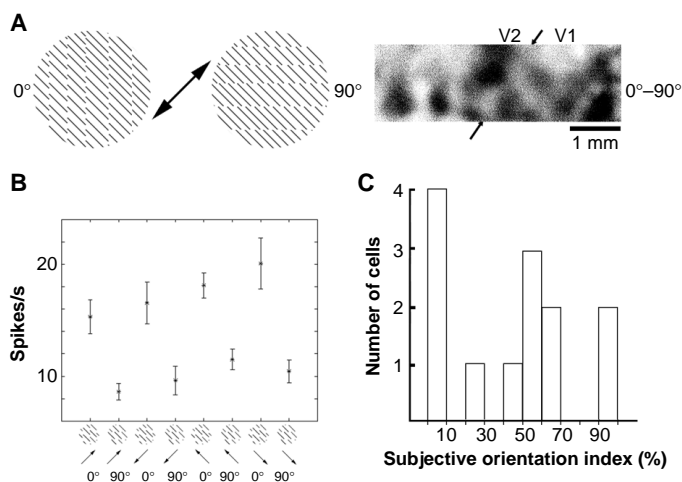 A
0°
90°
V2 V1
0°–90°
1 mm
B
Spikes/s
20
10
0° 90° 0° 90° 0° 90° 0° 90°
C
Number of cells
4
3
2
1
10 30 50 70 90
Subjective orientation index (%)